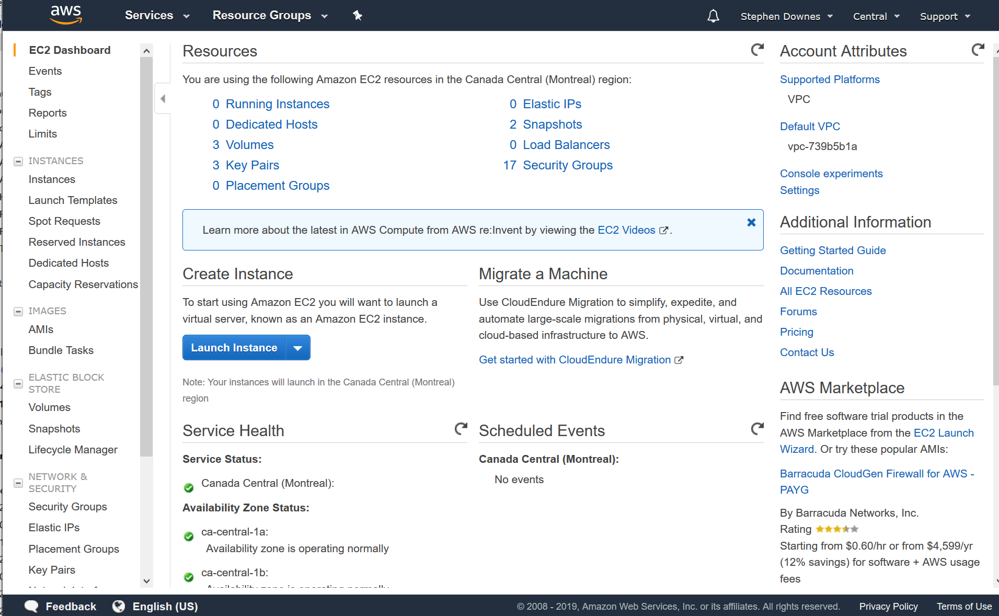 aws
Services
Resource Groups
Stephen Downes
Central
Support
EC2 Dashboard
Events
Tags
Reports
Limits
INSTANCES
Instances
Launch Templates
Spot Requests
Reserved Instances
Dedicated Hosts
Capacity Reservations
IMAGES
AMIs
Bundle Tasks
ELASTIC BLOCK
STORE
Volumes
Snapshots
Lifecycle Manager
NETWORK &
SECURITY
Security Groups
Elastic IPs
Placement Groups
Key Pairs
Resources
You are using the following Amazon EC2 resources in the Canada Central (Montreal) region:
0 Running Instances
0 Elastic IPs
0 Dedicated Hosts
2 Snapshots
3 Volumes
0 Load Balancers
3 Key Pairs
17 Security Groups
0 Placement Groups
Learn more about the latest in AWS Compute from AWS re:Invent by viewing the EC2 Videos .
Create Instance
To start using Amazon EC2 you will want to launch a
virtual server, known as an Amazon EC2 instance.
Launch Instance
Note: Your instances will launch in the Canada Central (Montreal)
region
Migrate a Machine
Use CloudEndure Migration to simplify, expedite, and
automate large-scale migrations from physical, virtual, and
cloud-based infrastructure to AWS.
Get started with CloudEndure Migration
Service Health
Service Status:
Canada Central (Montreal):
Availability Zone Status:
ca-central-1a:
Availability zone is operating normally
ca-central-1b:
Availability zone is operating normally
Scheduled Events
Canada Central (Montreal):
No events
Account Attributes
Supported Platforms
VPC
Default VPC
vpc-739b5b1a
Console experiments
Settings
Additional Information
Getting Started Guide
Documentation
All EC2 Resources
Forums
Pricing
Contact Us
AWS Marketplace
Find free software trial products in the
AWS Marketplace from the EC2 Launch
Wizard. Or try these popular AMIs:
Barracuda CloudGen Firewall for AWS -
PAYG
By Barracuda Networks, Inc.
Rating
Starting from $0.60/hr or from $4,599/yr
(12% savings) for software + AWS usage
fees
Feedback
English (US)
© 2008 - 2019, Amazon Web Services, Inc. or its affiliates. All rights reserved.
Privacy Policy
Terms of Use